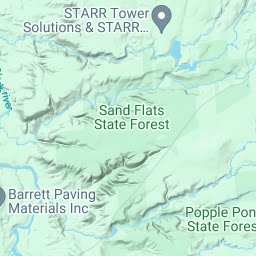 STARR Tower
Solutions & STARR...
Sand Flats
State Forest
Barrett Paving
Materials Inc
Popple Pon
State Fores